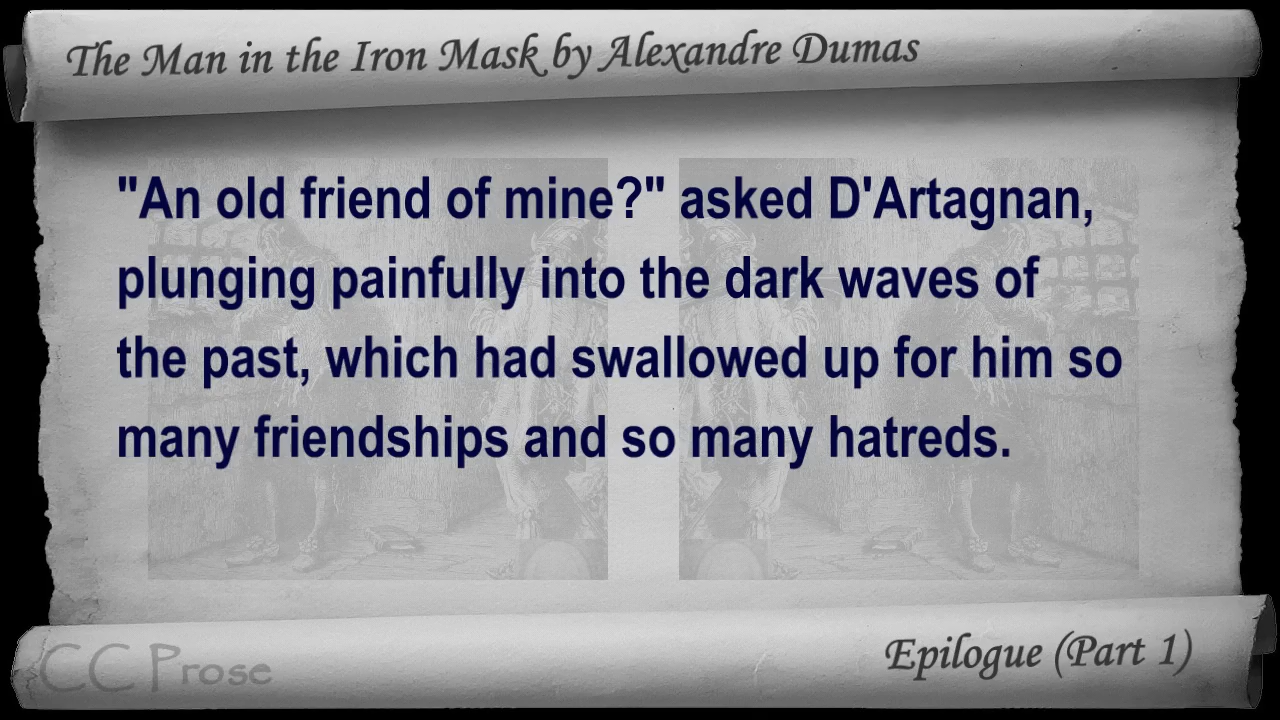 The Man in the Iron Mask by Alexandre Dumas
"An old friend of mine?" asked D'Artagnan,
plunging painfully into the dark waves of
the past, which had swallowed up for him so
many friendships and so many hatreds.
CC Prose
Epilogue (Part 1)